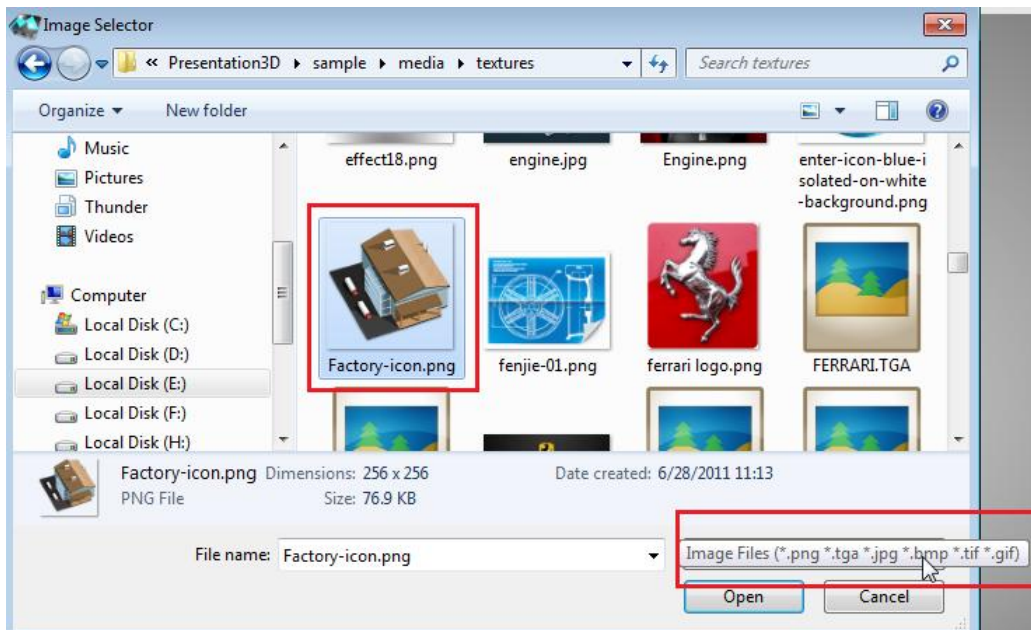 Image Selector
« Presentation3D ▸ sample ▸ media ▸ textures
Search textures
Organize
New folder
Music
Pictures
Thunder
Videos
Computer
Local Disk (C:)
Local Disk (D:)
Local Disk (E:)
Local Disk (F:)
Local Disk (H:)
effect18.png
engine.jpg
Engine.png
enter-icon-blue-i
solated-on-white
-background.png
Factory-icon.png
fenjie-01.png
ferrari logo.png
FERRARI.TGA
Factory-icon.png Dimensions: 256 x 256 Date created: 6/28/2011 11:13
PNG File Size: 76.9 KB
File name: Factory-icon.png
Image Files (*.png *.tga *.jpg *.bmp *.tif *.gif)
Open
Cancel